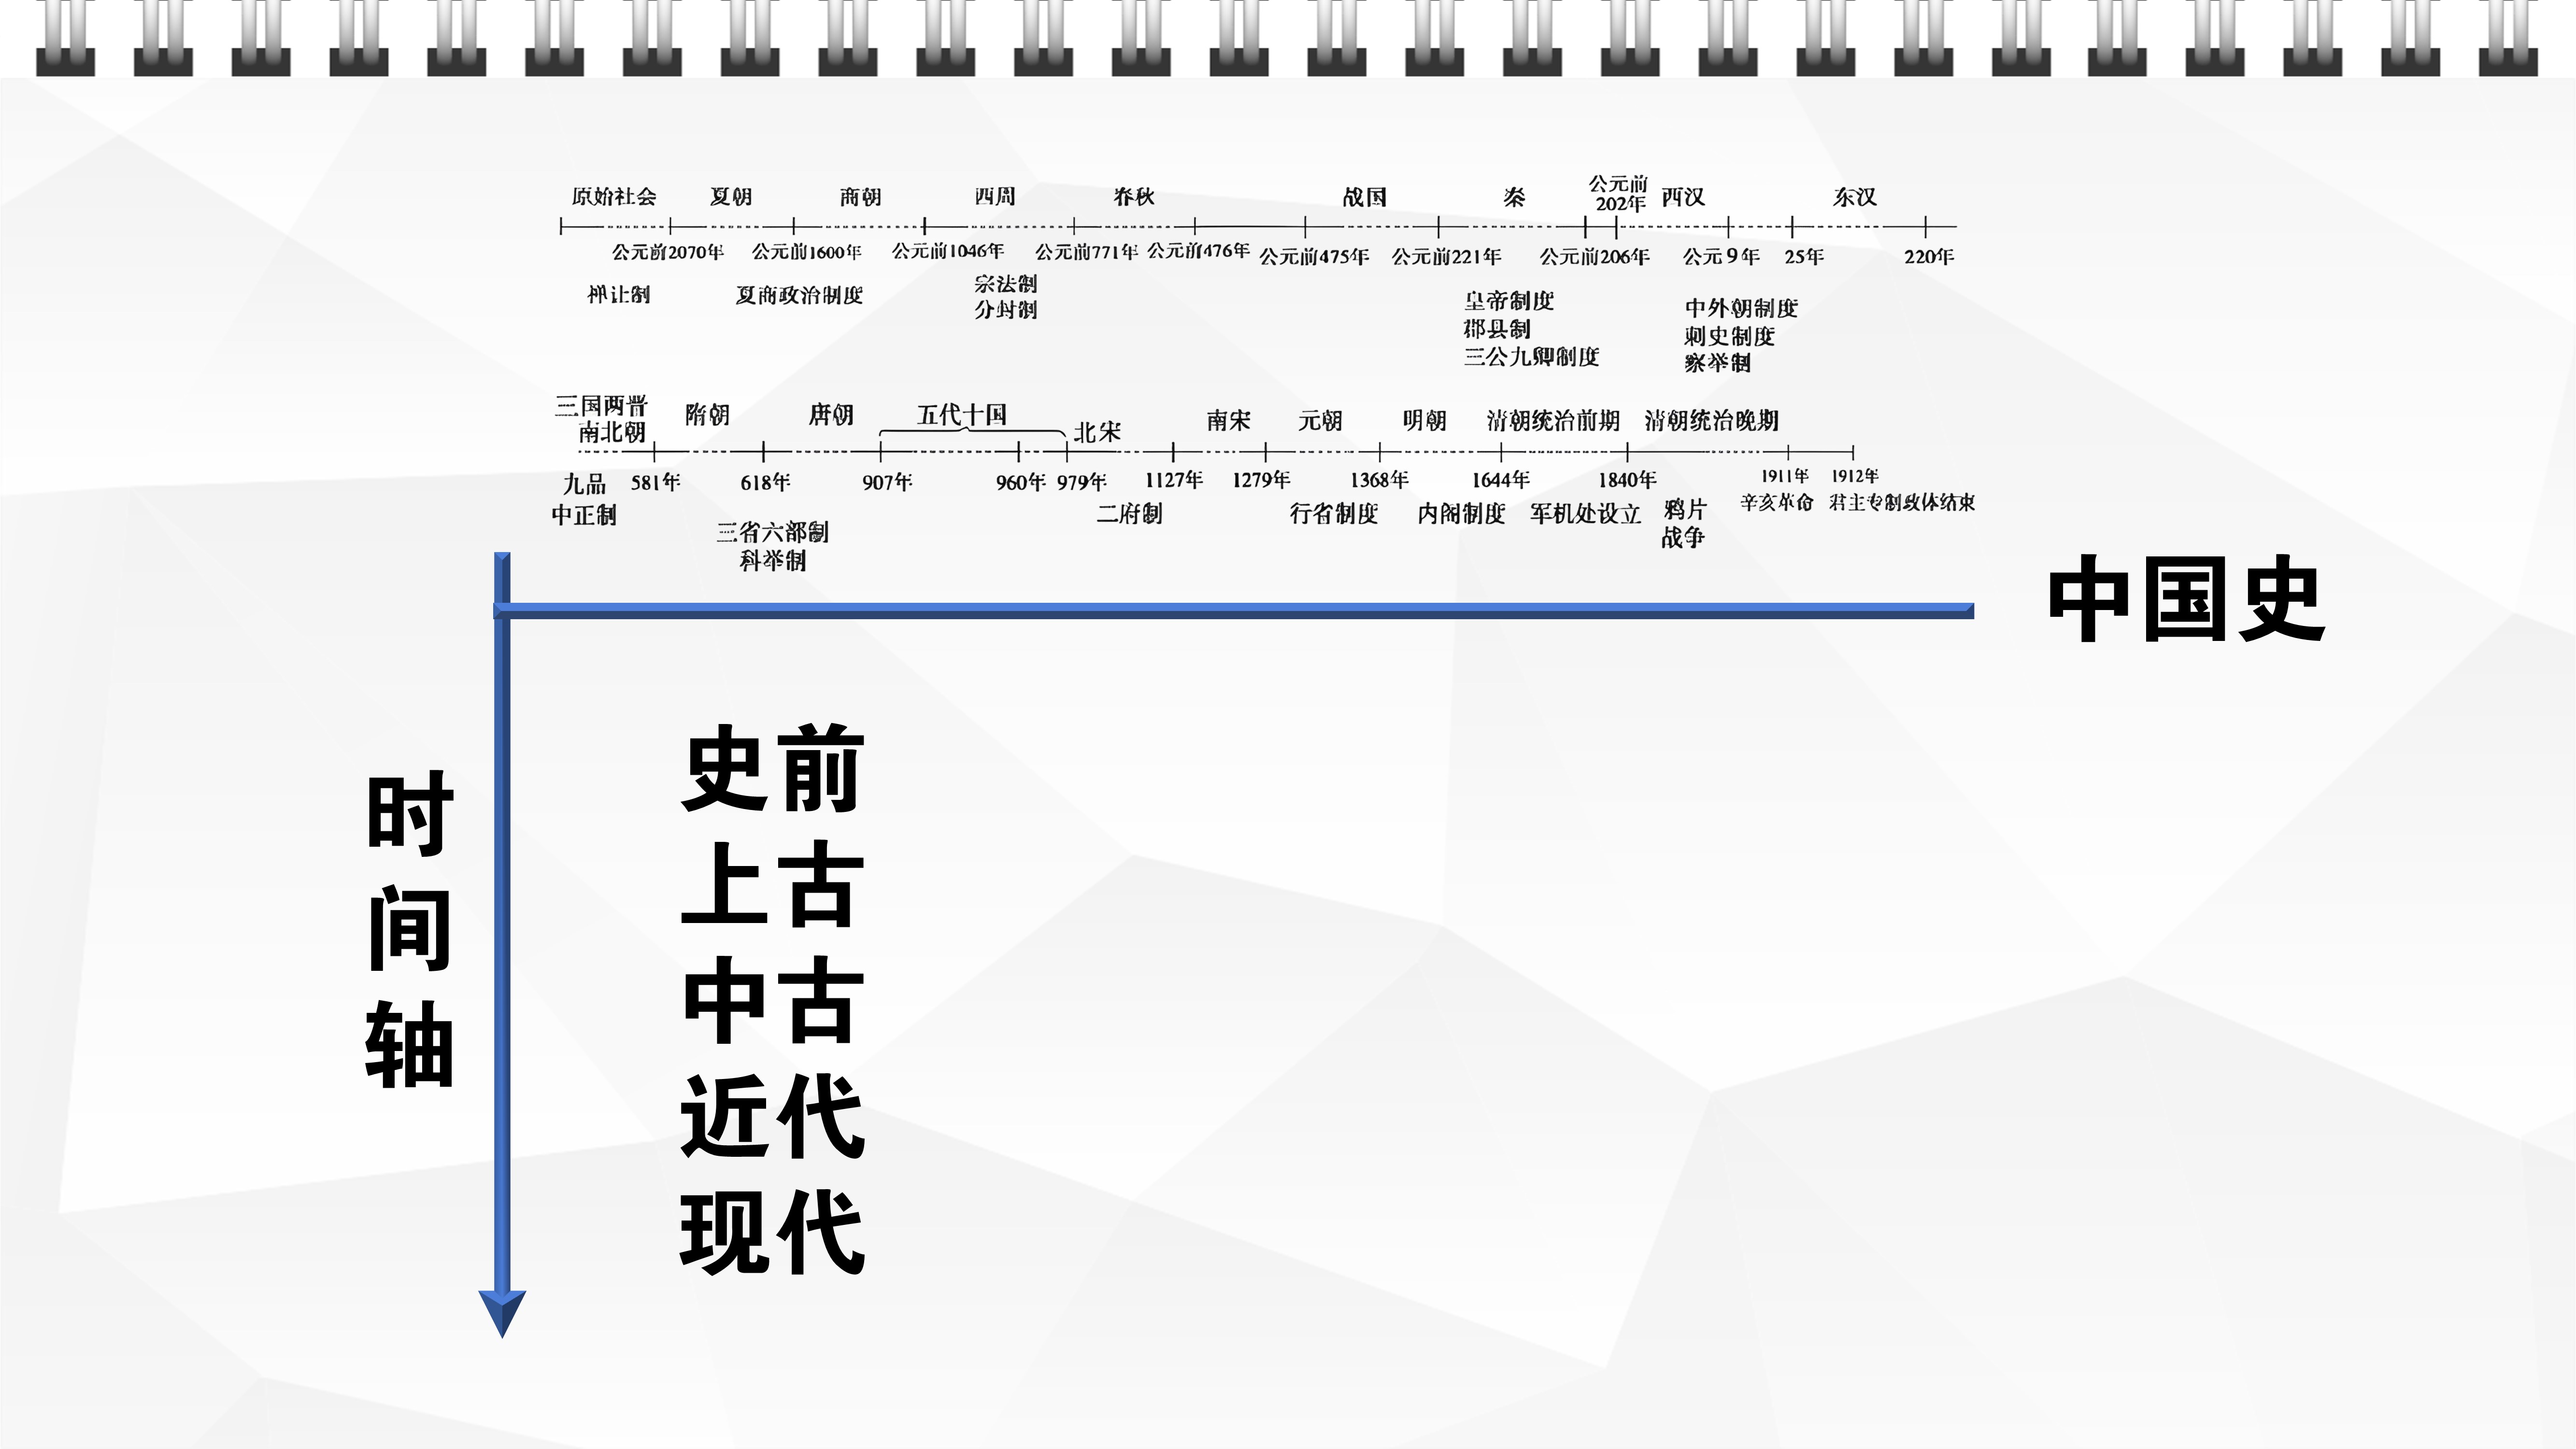 原始社会 夏朝 商朝 西周 春秋 战国 秦 公元前202年 西汉 东汉
公元前2070年 公元前1600年 公元前1046年 公元前771年 公元前476年 公元前475年 公元前221年 公元前206年 公元9年 25年 220年
禅让制 夏商政治制度 宗法制 皇帝制度 中外朝制度
分封制 郡县制 刺史制度
三公九卿制度 察举制
三国两晋 隋朝 唐朝 五代十国 南宋 元朝 明朝 清朝统治前期 清朝统治晚期
南北朝 北宋
九品 581年 618年 907年 960年 979年 1127年 1279年 1368年 1644年 1840年 1911年 1912年
中正制 二府制 行省制度 内阁制度 军机处设立 鸦片 辛亥革命 君主专制政体结束
三省六部制 战争
科举制
中国史
时
间
轴
史前
上古
中古
近代
现代